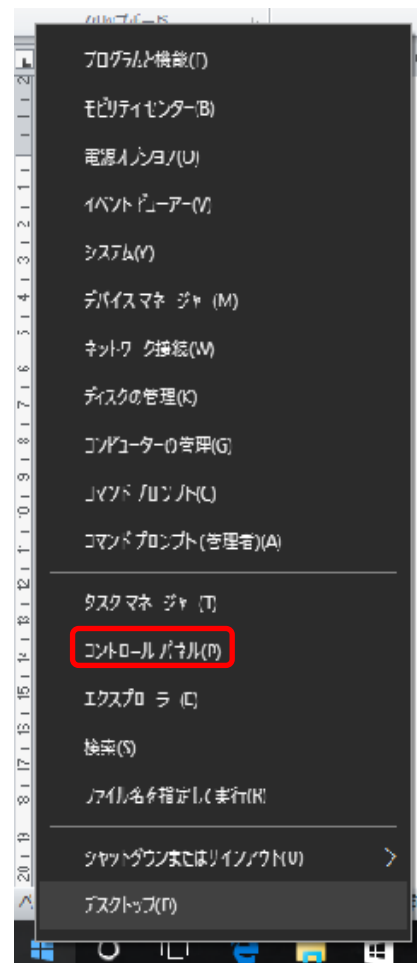 クリップボード
プログラムと機能(F)
モビリティ センター(B)
電源オプション(O)
イベント ビューアー(V)
システム(Y)
デバイス マネージャー (M)
ネットワーク接続(W)
ディスクの管理(K)
コンピューターの管理(G)
コマンド プロンプト(C)
コマンド プロンプト (管理者)(A)
タスク マネージャー (T)
コントロール パネル(P)
エクスプローラー (E)
検索(S)
ファイル名を指定して実行(R)
シャットダウンまたはサインアウト(U)
デスクトップ(D)